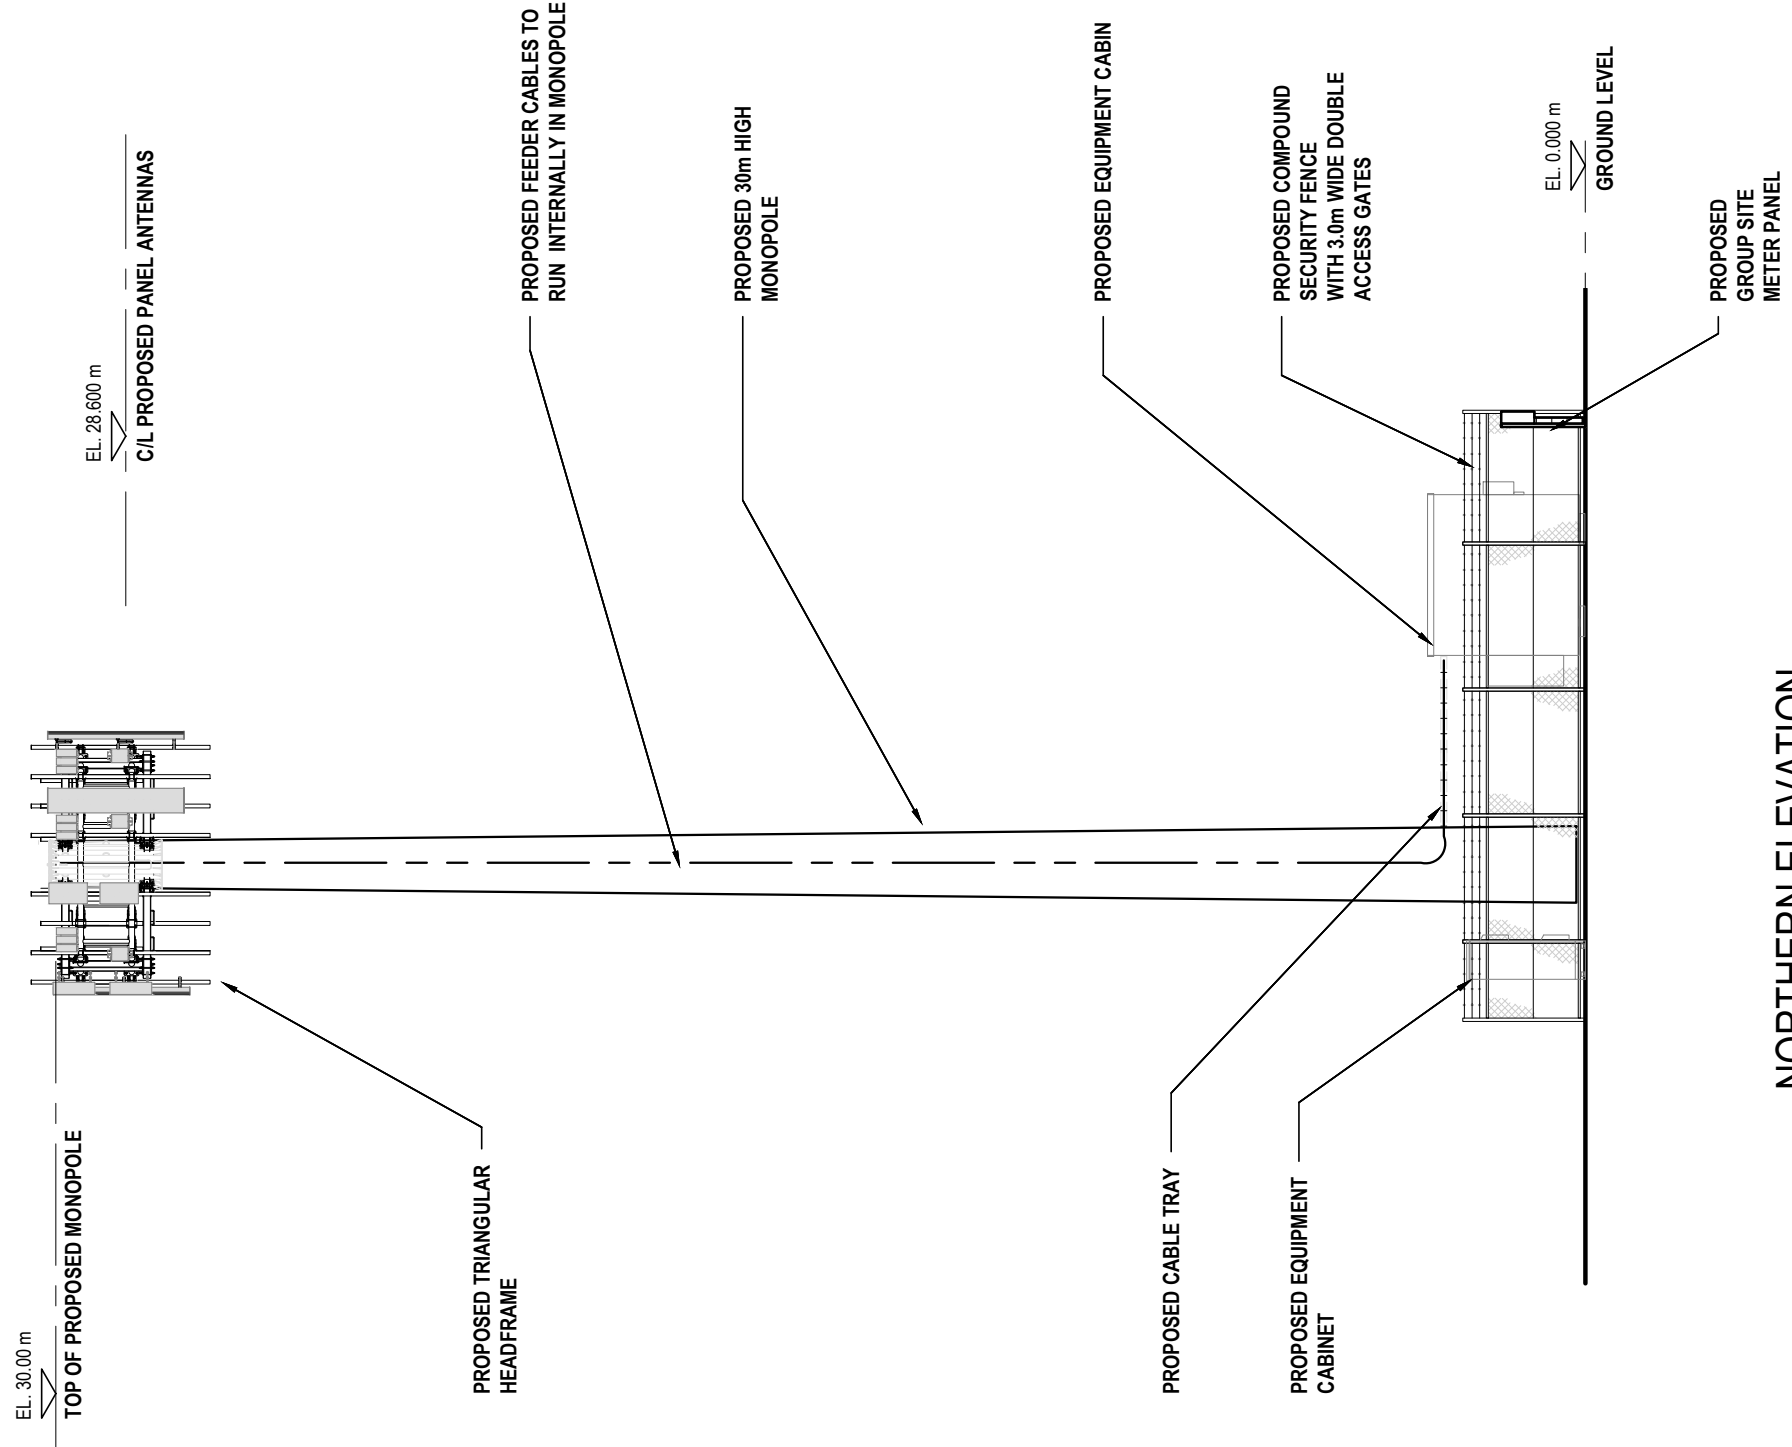 EL. 30.00 m
TOP OF PROPOSED MONOPOLE
EL. 28.600 m
C/L PROPOSED PANEL ANTENNAS
PROPOSED TRIANGULAR
HEADFRAME
PROPOSED FEEDER CABLES TO
RUN INTERNALLY IN MONOPOLE
PROPOSED 30m HIGH
MONOPOLE
PROPOSED EQUIPMENT CABIN
PROPOSED CABLE TRAY
PROPOSED COMPOUND
SECURITY FENCE
WITH 3.0m WIDE DOUBLE
ACCESS GATES
PROPOSED EQUIPMENT
CABINET
EL. 0.000 m
GROUND LEVEL
PROPOSED
GROUP SITE
METER PANEL
NORTHERN ELEVATION